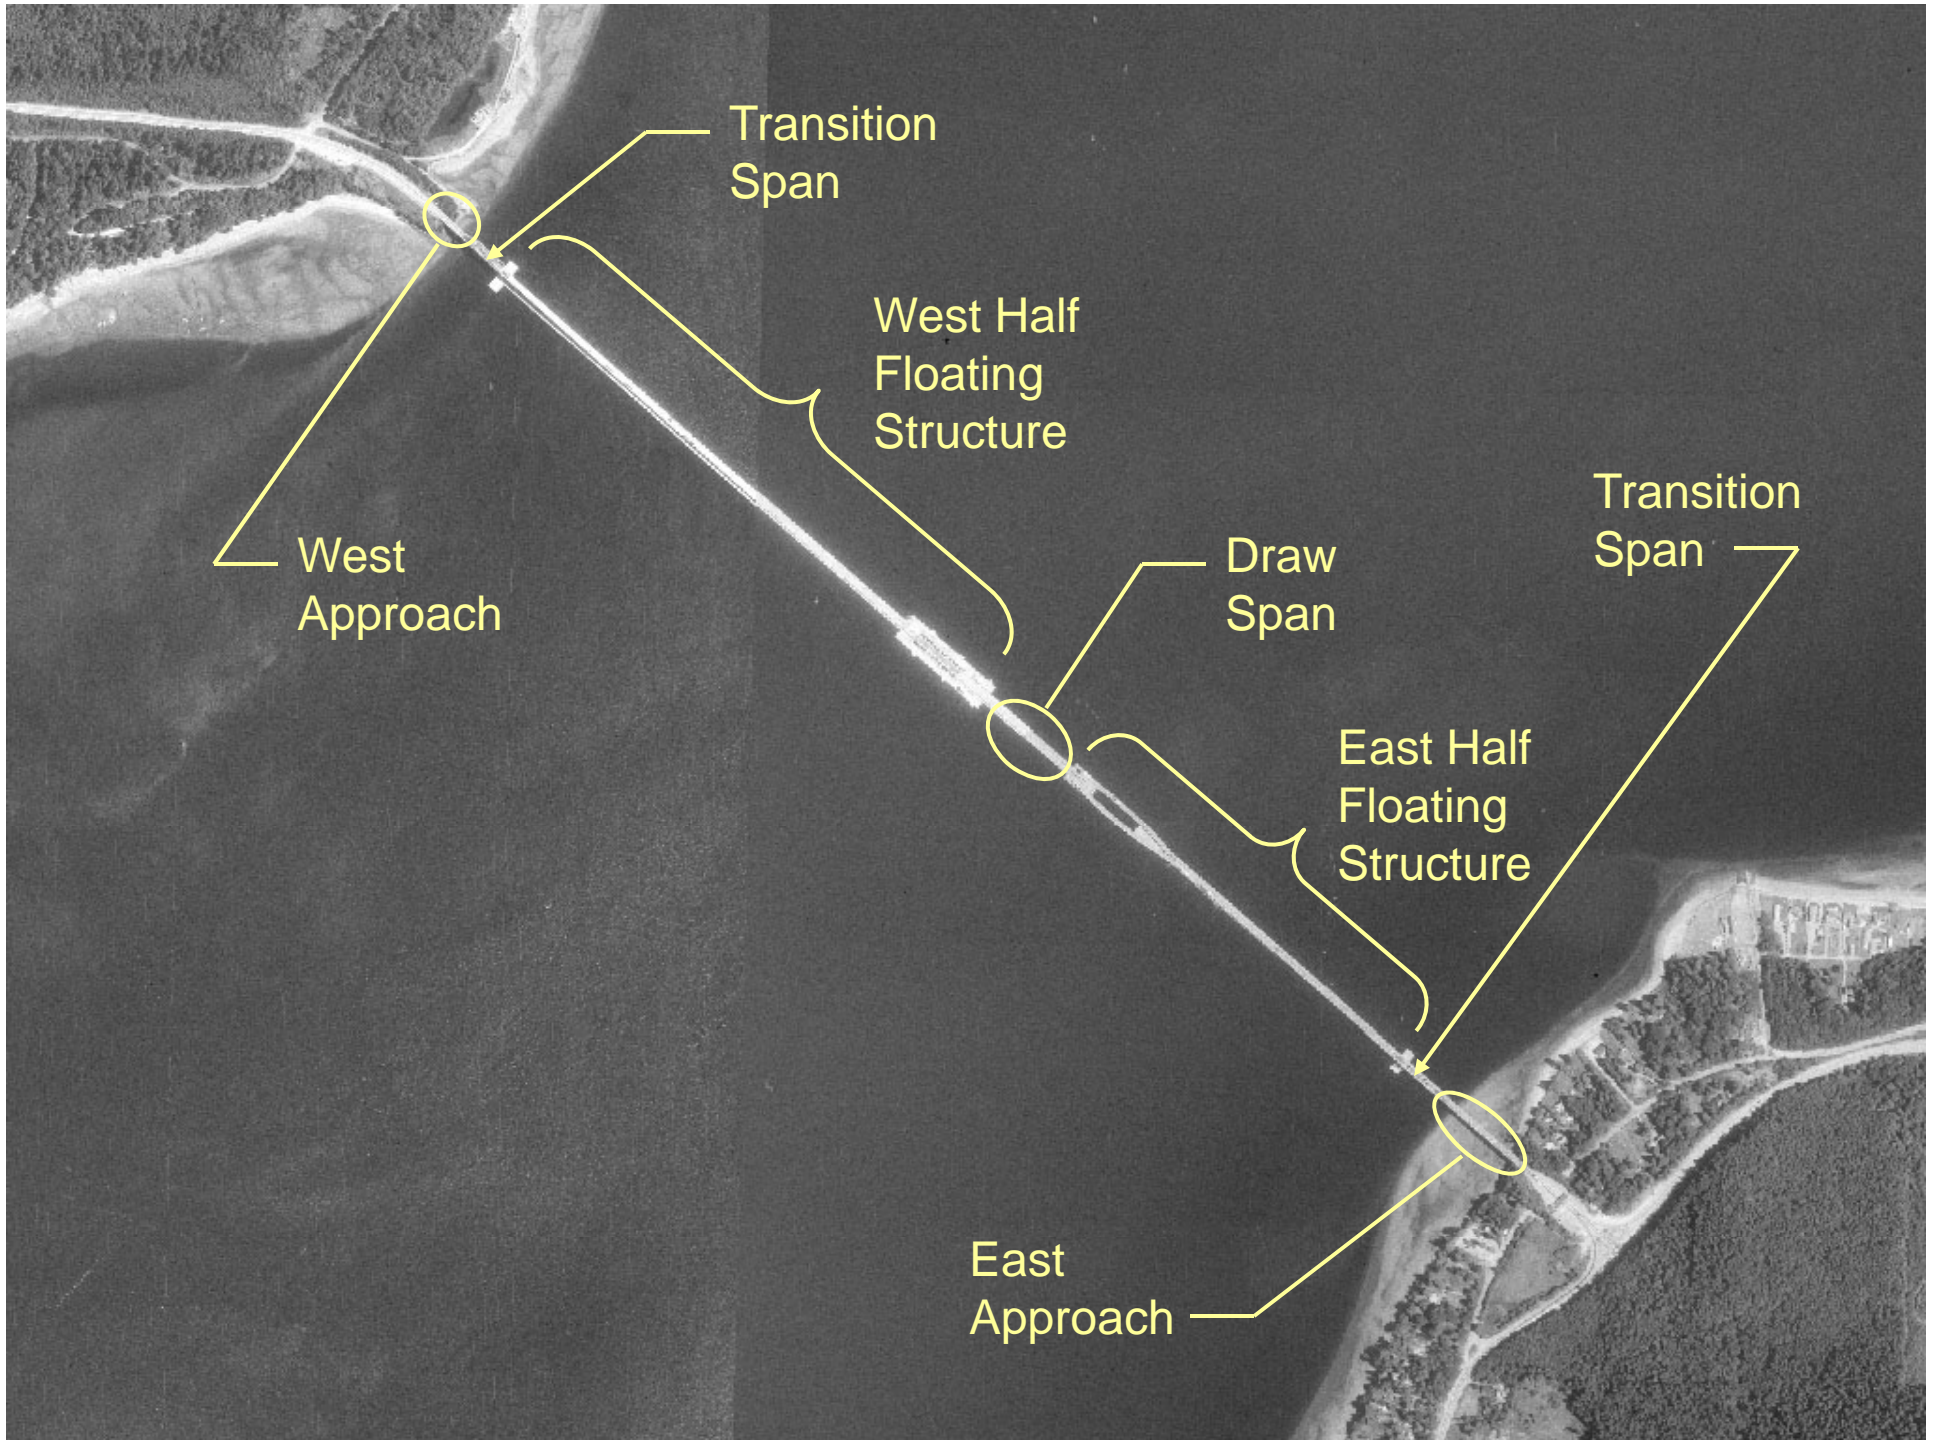 Transition
Span
West Half
Floating
Structure
Transition
Span
West
Approach
Draw
Span
East Half
Floating
Structure
East
Approach